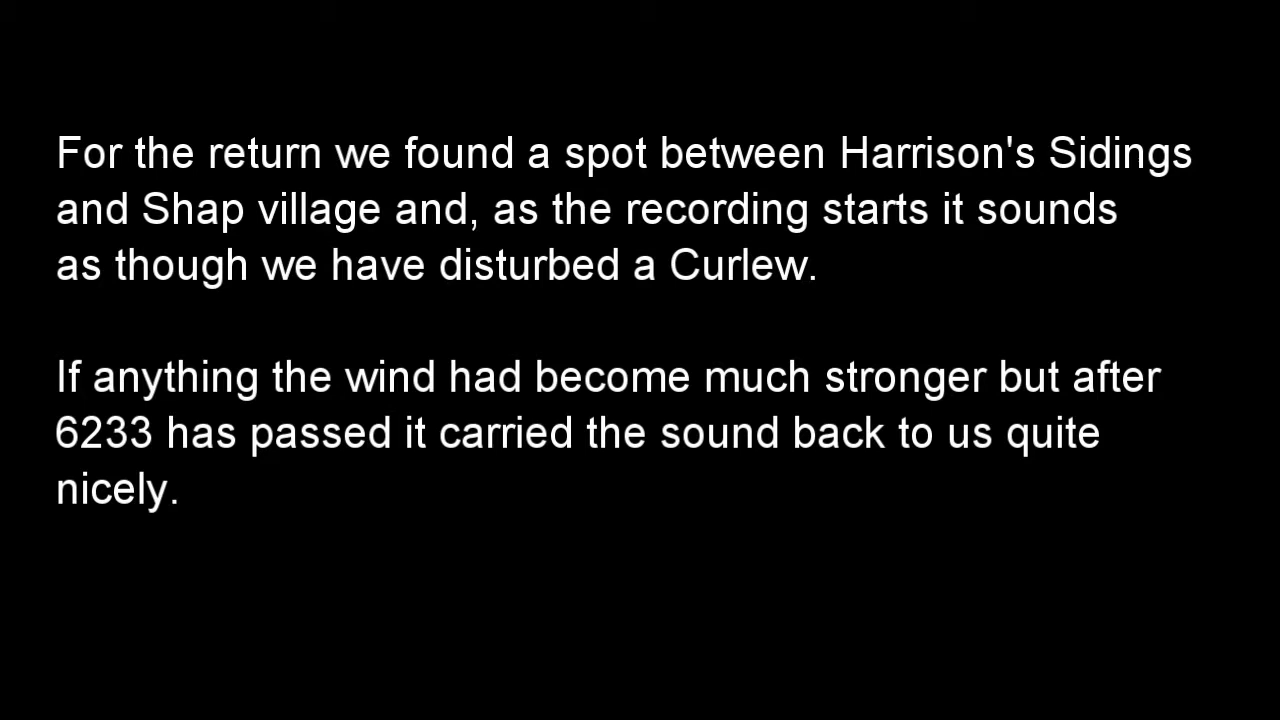 For the return we found a spot between Harrison's Sidings
and Shap village and, as the recording starts it sounds
as though we have disturbed a Curlew.
If anything the wind had become much stronger but after
6233 has passed it carried the sound back to us quite
nicely.